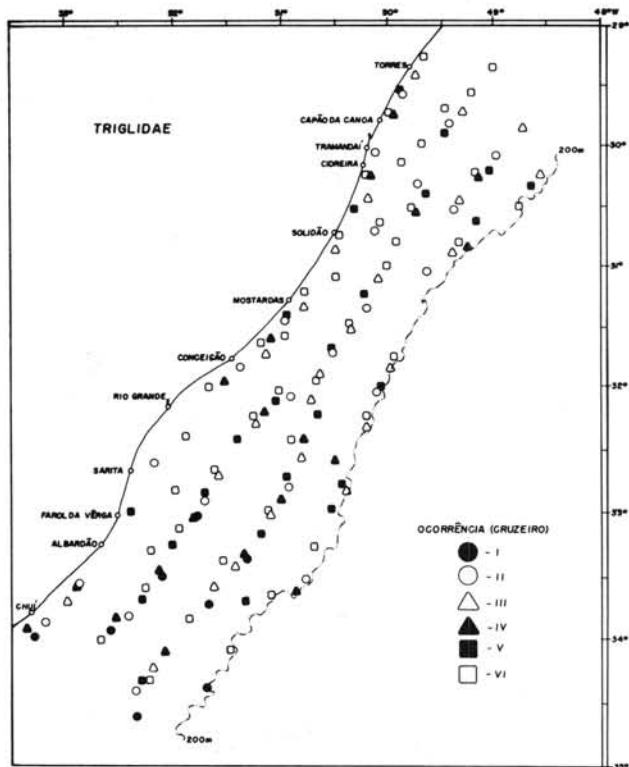 53° 52° 51° 50° 49° 48°W
29°
TORRES
TRIGLIDAE
CAPÃO DA CANOA
TRAMANDAÍ
30°
CIDREIRA
200m
SOLIDÃO
31°
MOSTARDAS
CONCEIÇÃO
32°
RIO GRANDE
SARITA
FAROL DA VERGA
33°
OCORRÊNCIA (CRUZEIRO)
ALBARDÃO
- I
- II
- III
CHUÍ
- IV
34°
- V
- VI
200m